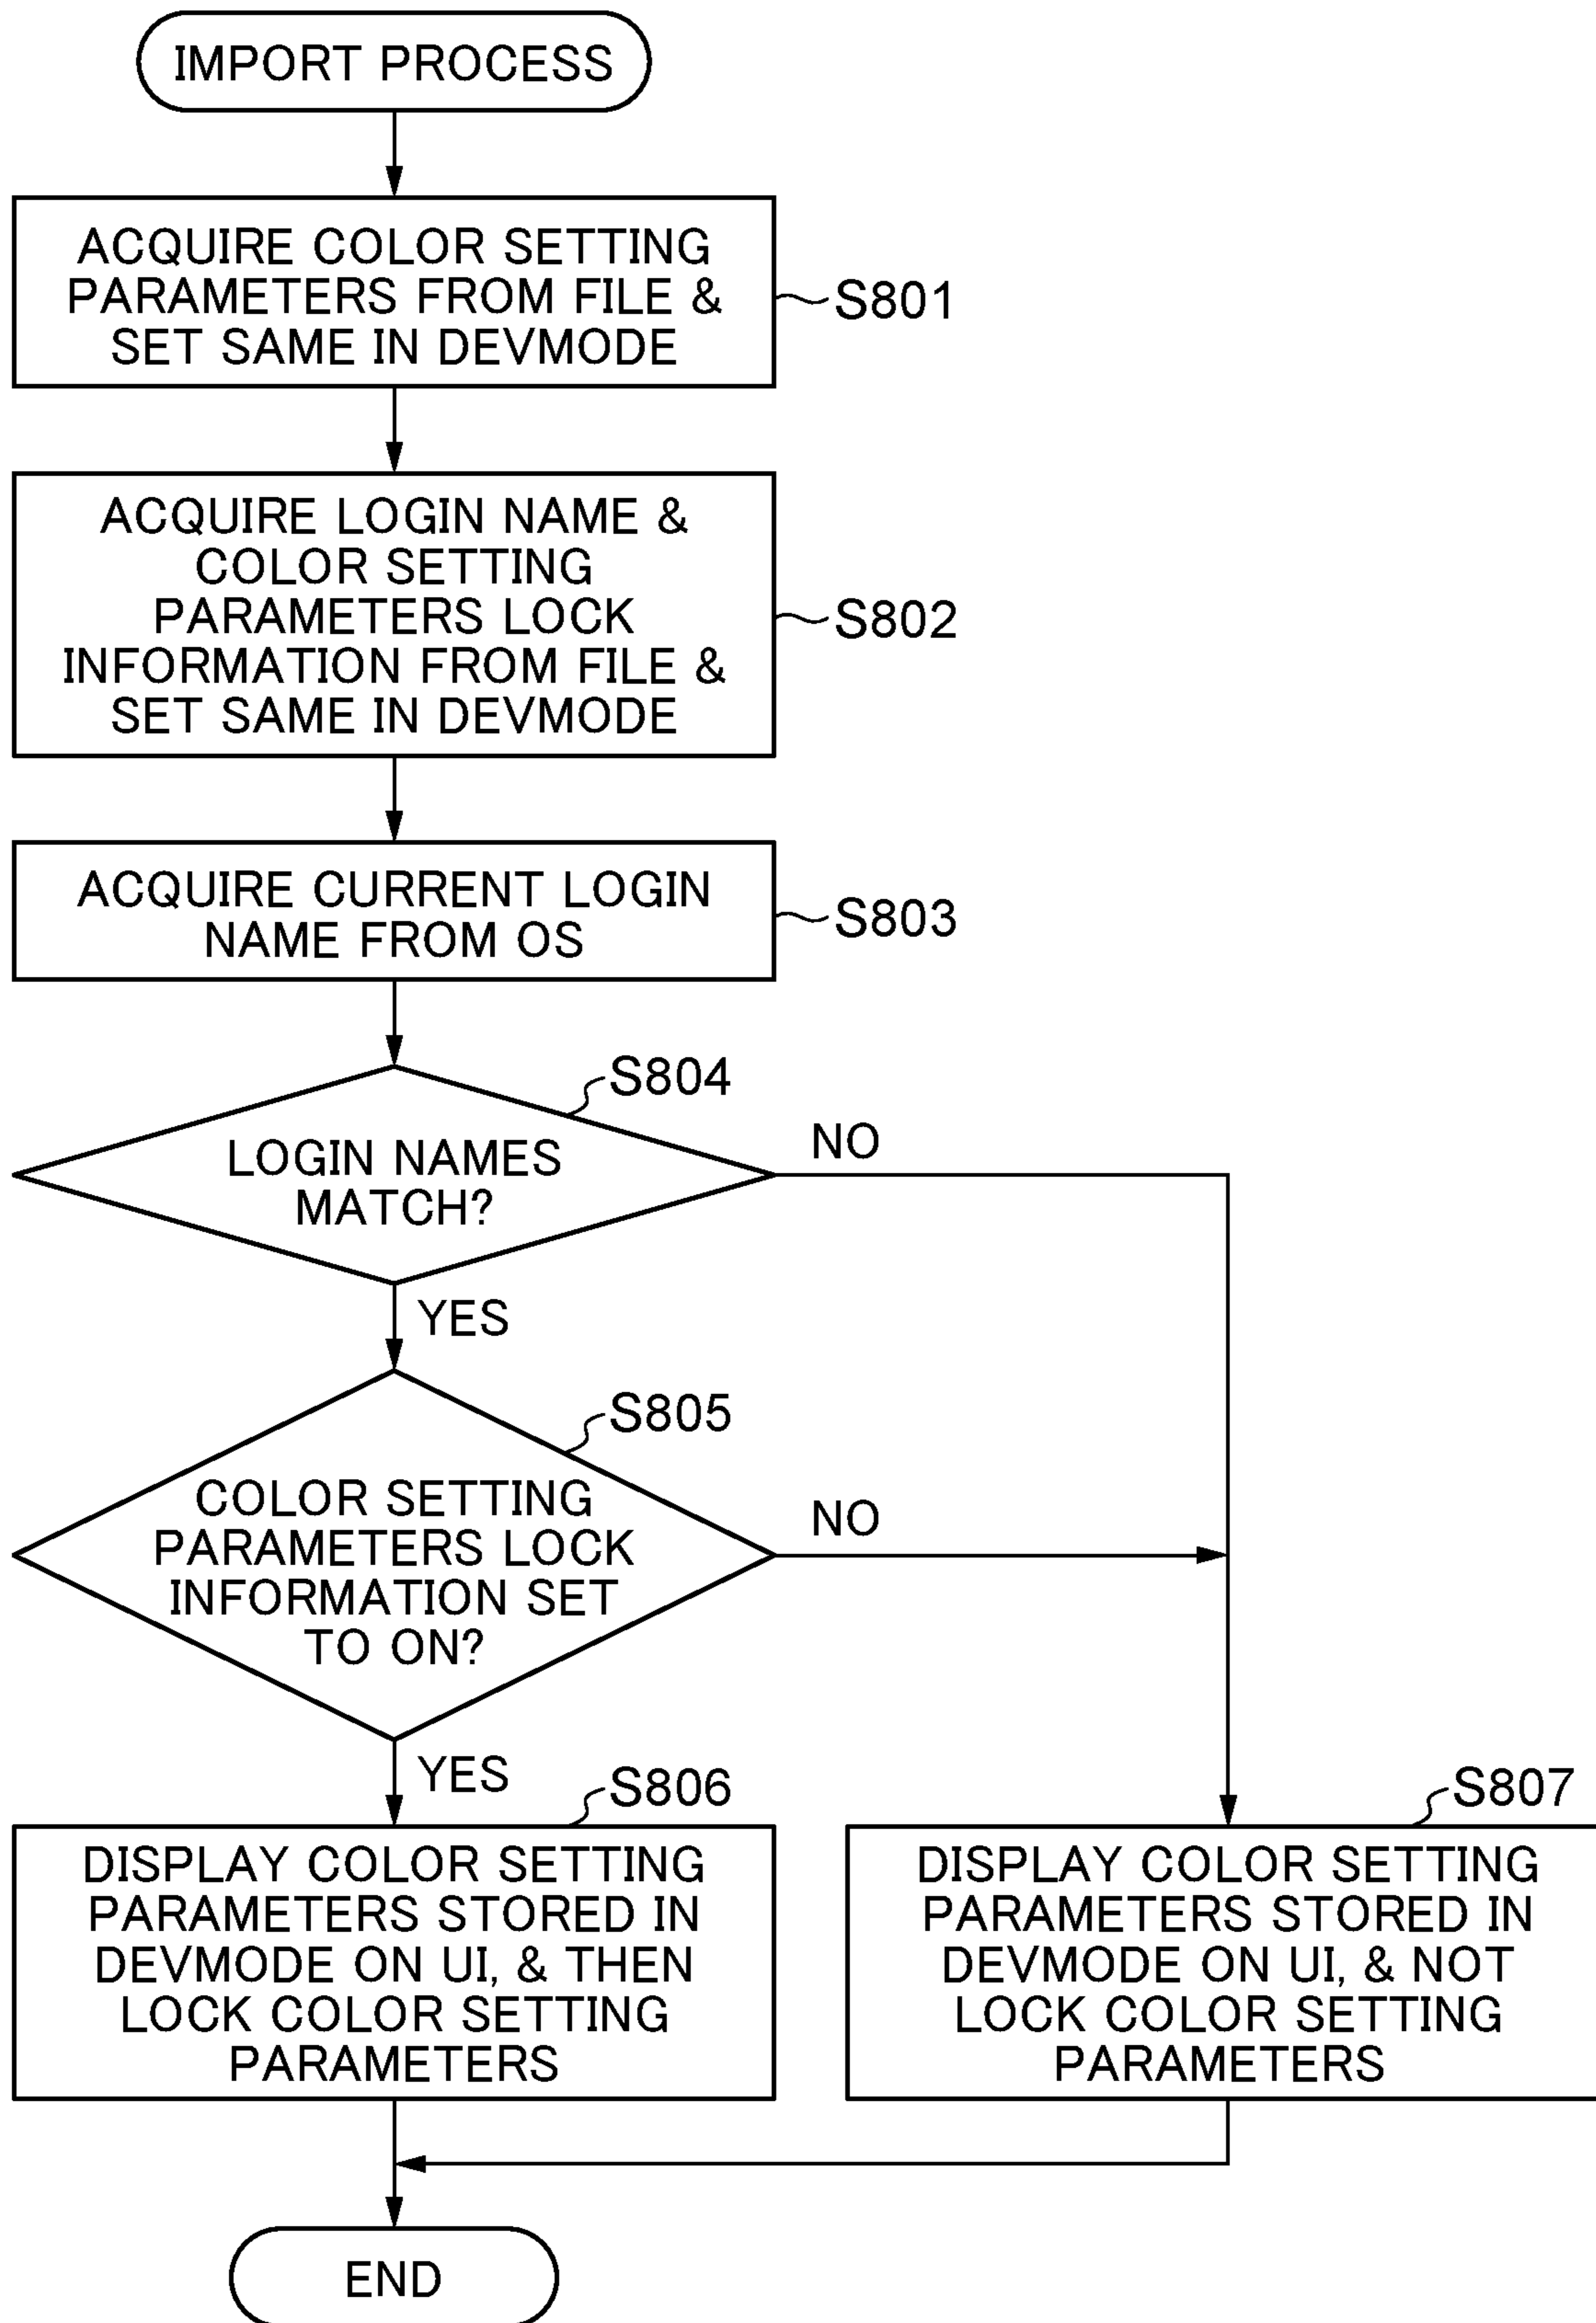 IMPORT PROCESS
ACQUIRE COLOR SETTING
PARAMETERS FROM FILE &
SET SAME IN DEVMODE
S801
ACQUIRE LOGIN NAME &
COLOR SETTING
PARAMETERS LOCK
INFORMATION FROM FILE &
SET SAME IN DEVMODE
S802
ACQUIRE CURRENT LOGIN
NAME FROM OS
S803
S804
LOGIN NAMES
MATCH?
NO
YES
S805
COLOR SETTING
PARAMETERS LOCK
INFORMATION SET
TO ON?
NO
YES
S806
DISPLAY COLOR SETTING
PARAMETERS STORED IN
DEVMODE ON UI, & THEN
LOCK COLOR SETTING
PARAMETERS
S807
DISPLAY COLOR SETTING
PARAMETERS STORED IN
DEVMODE ON UI, & NOT
LOCK COLOR SETTING
PARAMETERS
END